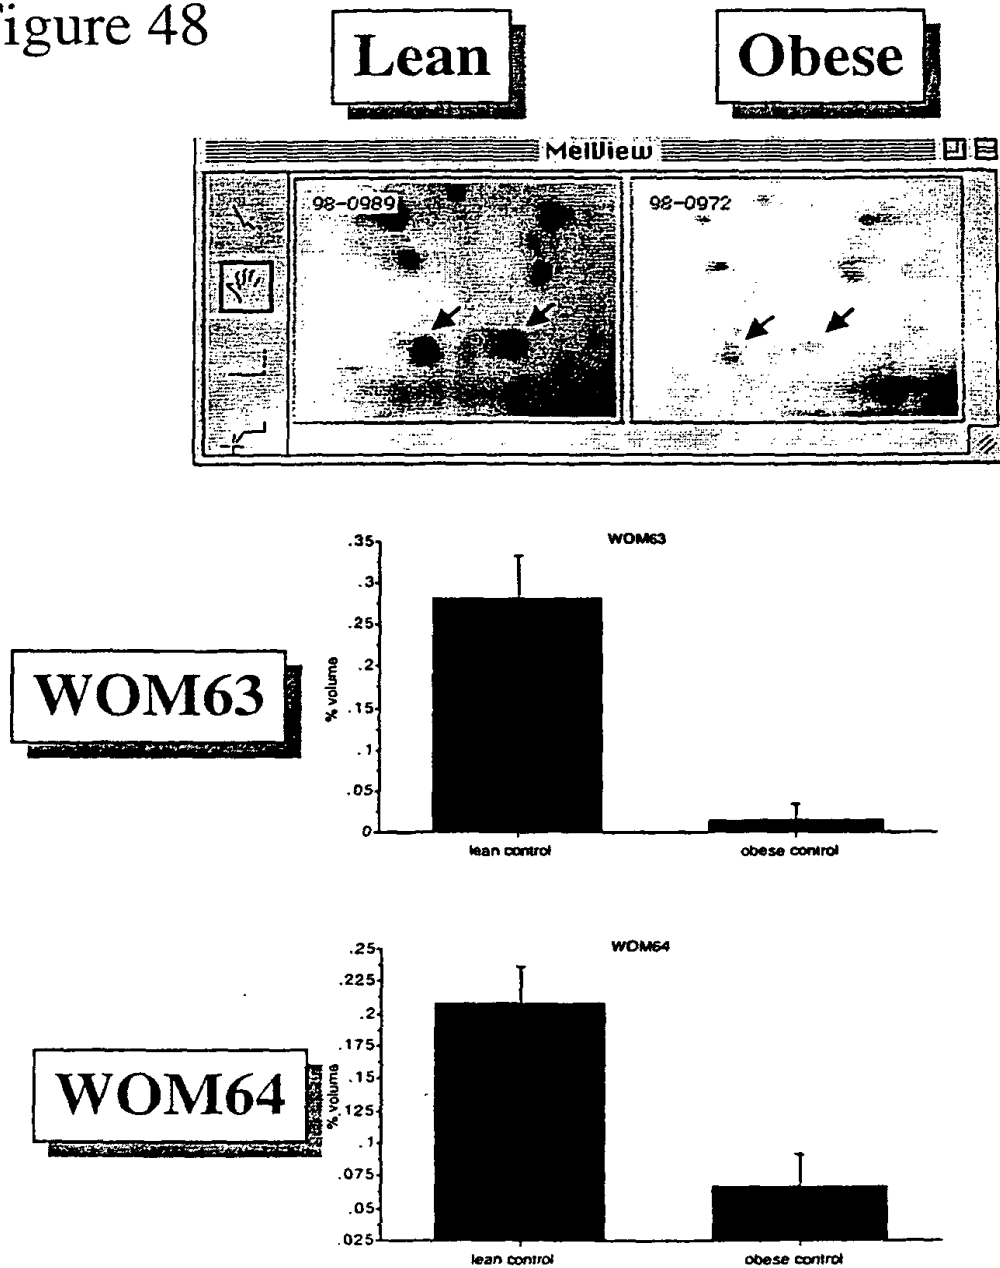 igure 48
Lean
Obese
MelView
98-0989
98-0972
WOM63
WOM63
% volume
.35
.3
.25
.2
.15
.1
.05
0
lean control
obese control
WOM64
WOM64
% volume
.25
.225
.2
.175
.15
.125
.1
.075
.05
.025
lean control
obese control